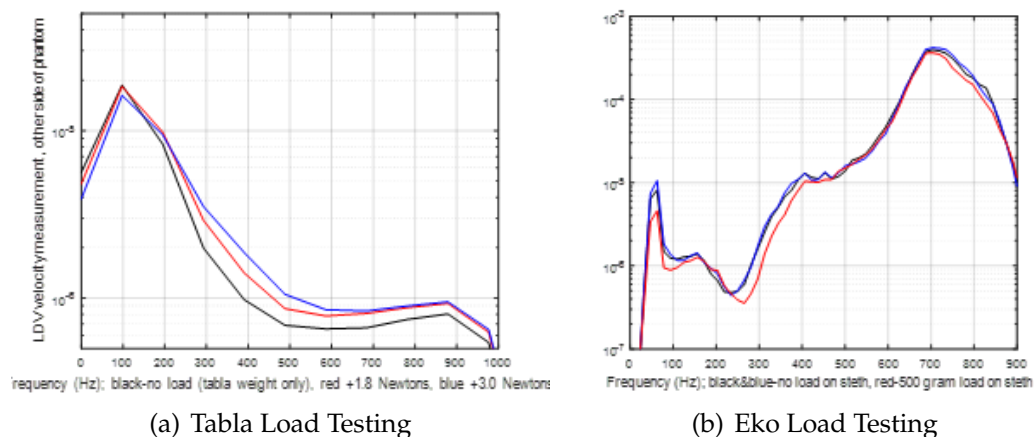 LDV velocity measurement, other side of phantom
10^-5
10^-6
0 100 200 300 400 500 600 700 800 900 1000
requency (Hz); black-no load (tabla weight only), red +1.8 Newtons, blue +3.0 Newtons
(a) Tabla Load Testing
10^-3
10^-4
10^-5
10^-6
10^-7
0 100 200 300 400 500 600 700 800 900
Frequency (Hz); black&blue-no load on steth, red-500 gram load on steth
(b) Eko Load Testing